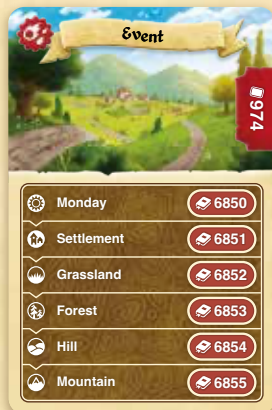 Event
974
Monday 6850
Settlement 6851
Grassland 6852
Forest 6853
Hill 6854
Mountain 6855